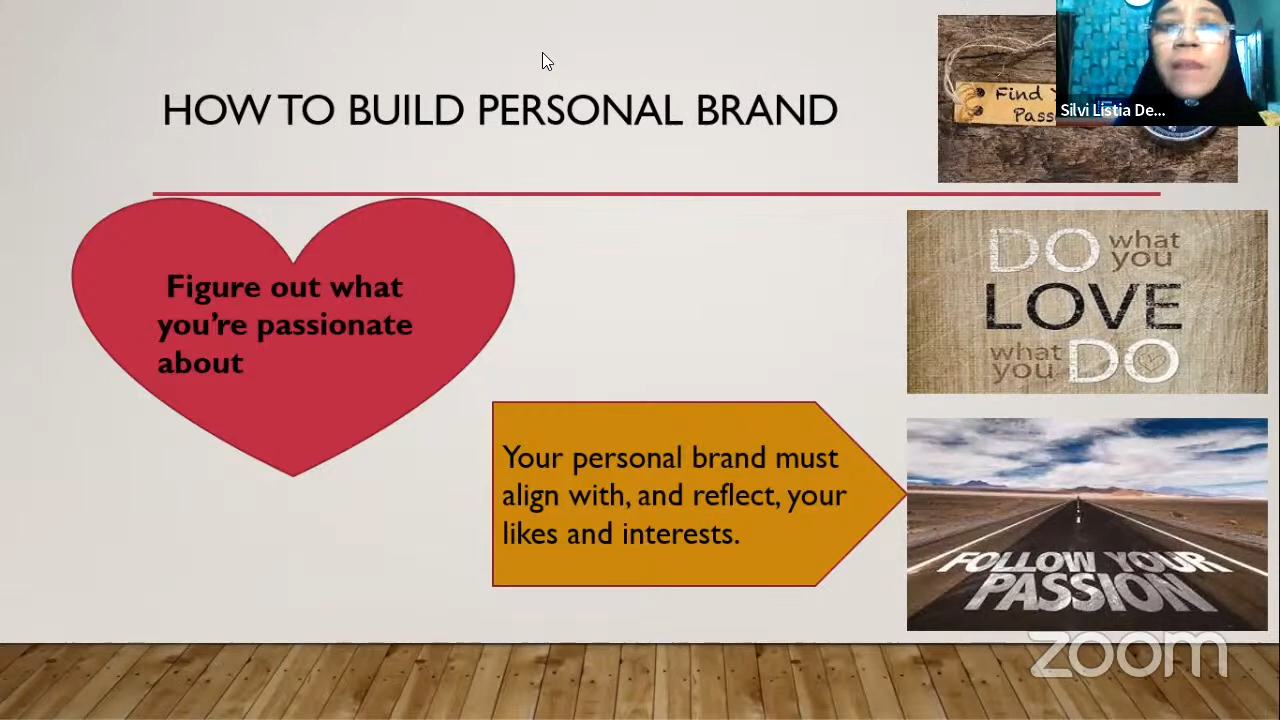 HOW TO BUILD PERSONAL BRAND
Find
Pass
Silvi Listia De...
Figure out what
you're passionate
about
DO what
you
LOVE
what
you DO
Your personal brand must
align with, and reflect, your
likes and interests.
FOLLOW YOUR
PASSION
zoom